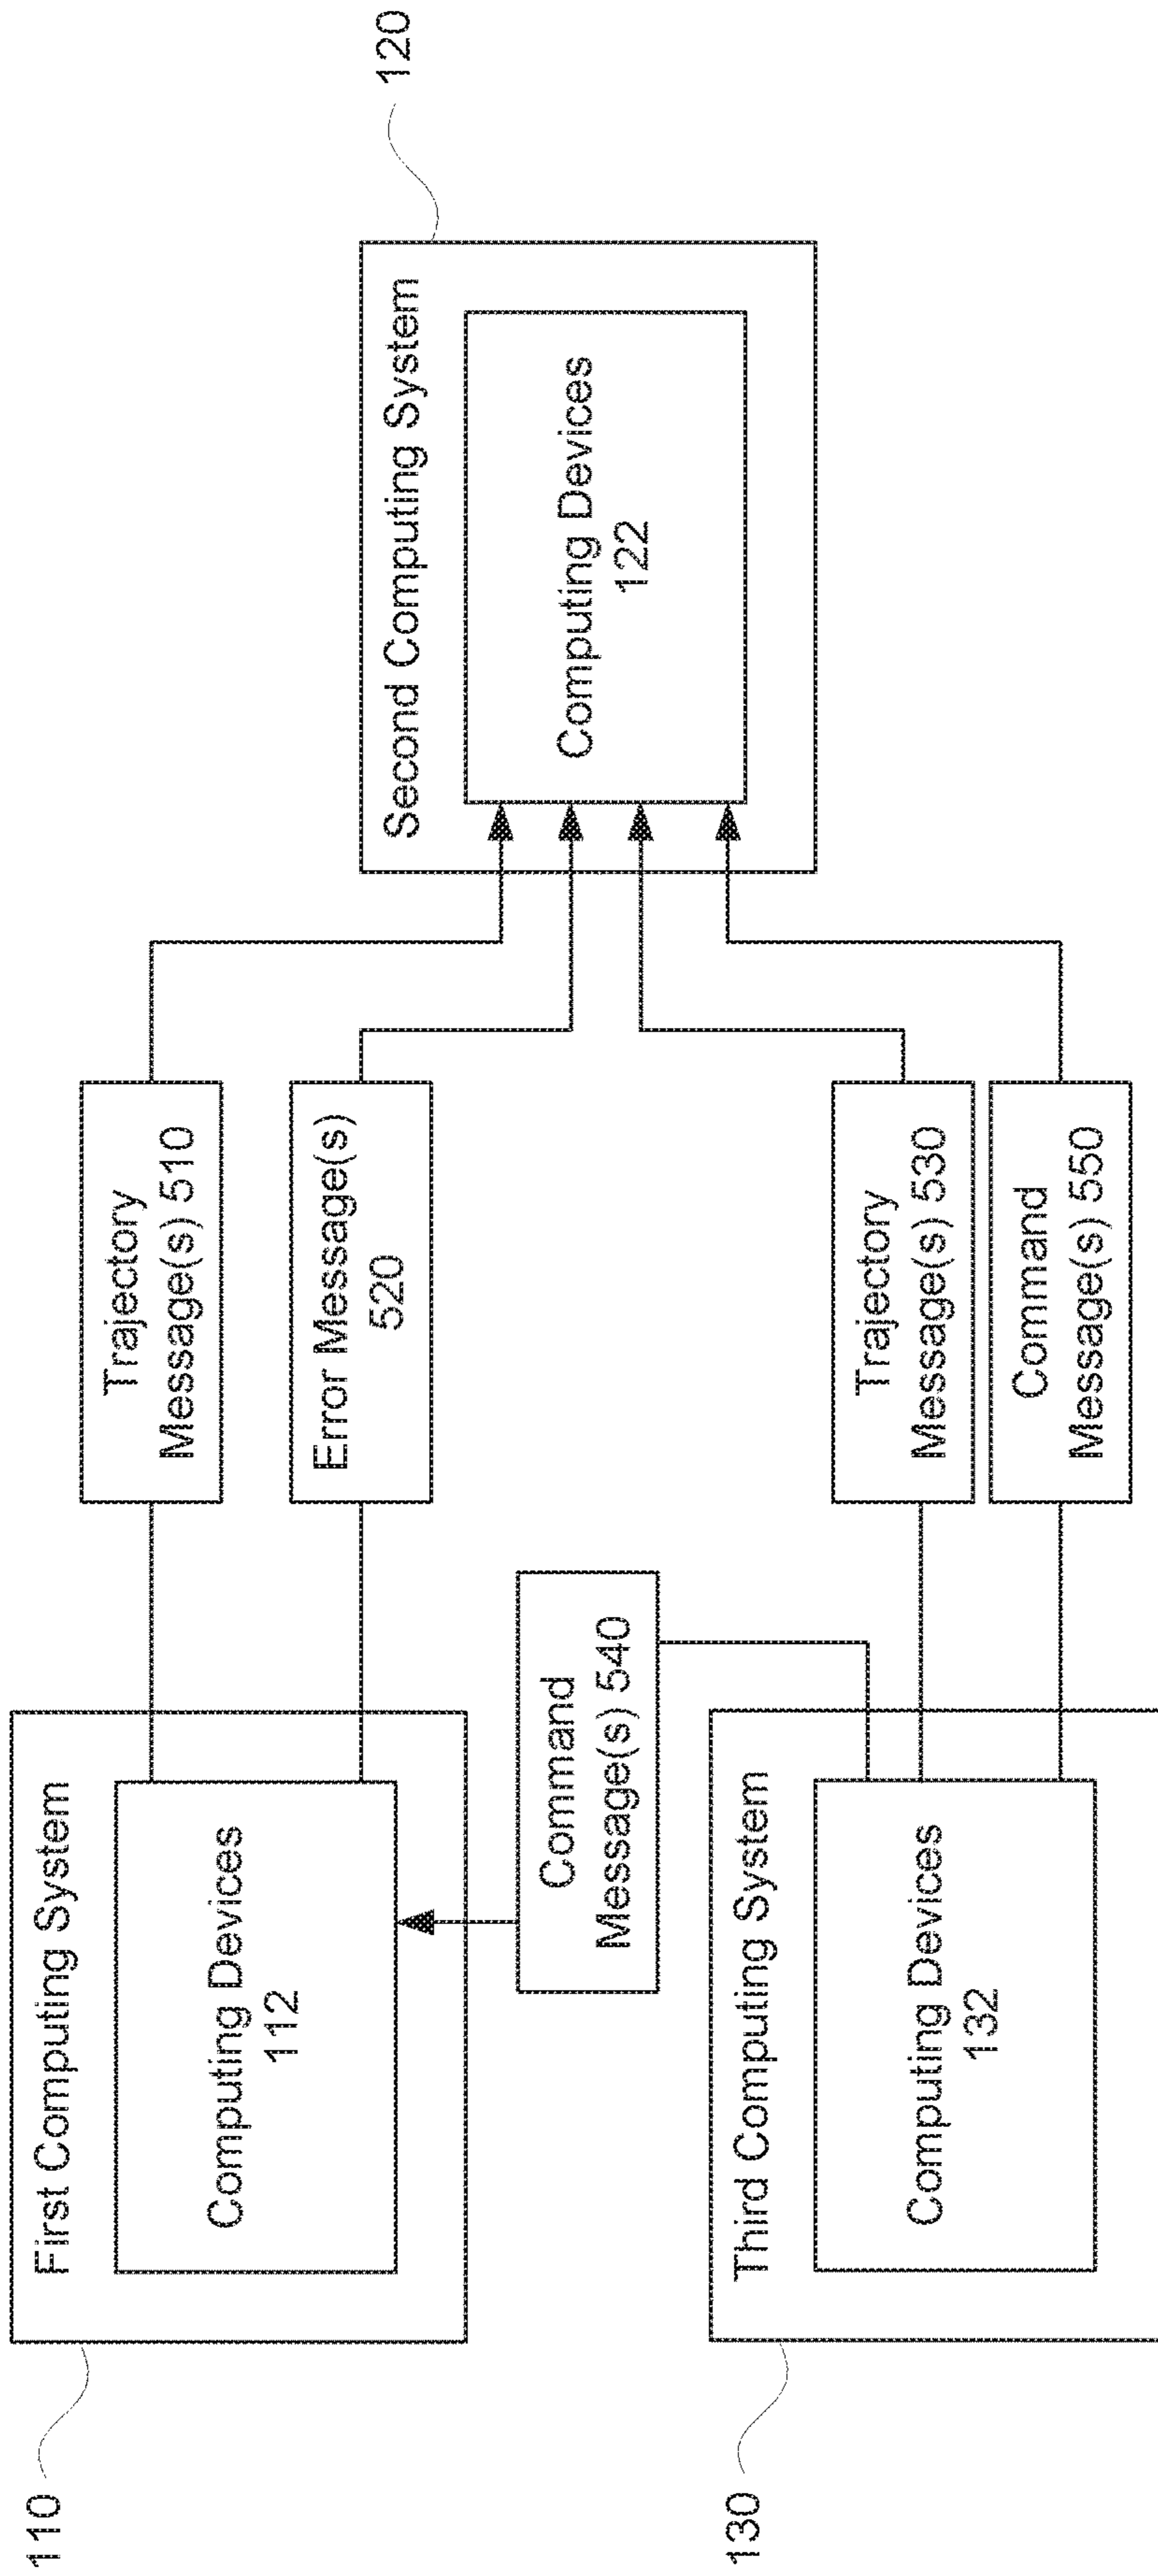 110
First Computing System
Computing Devices
112
Trajectory
Message(s) 510
Error Message(s)
520
Command
Message(s) 540
120
Second Computing System
Computing Devices
122
130
Third Computing System
Computing Devices
132
Trajectory
Message(s) 530
Command
Message(s) 550